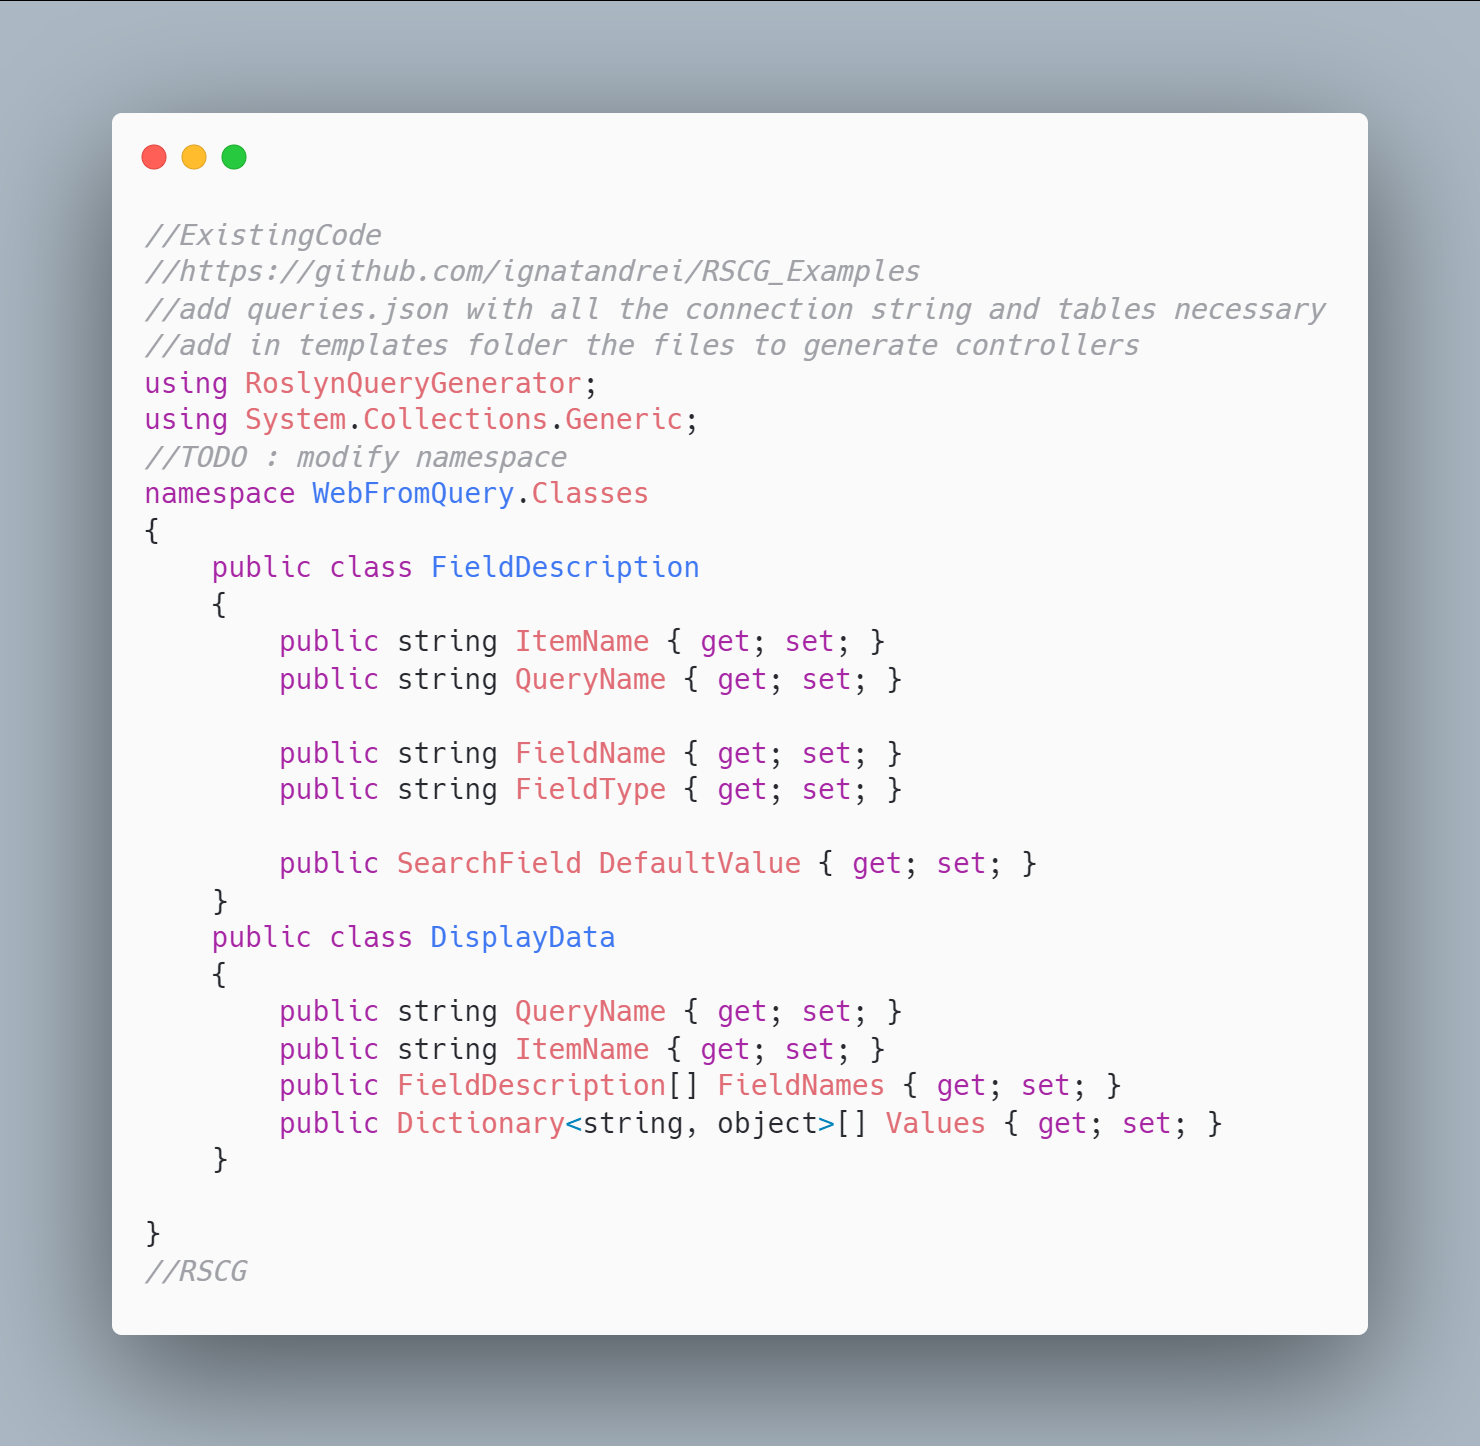 //ExistingCode
//https://github.com/ignatandrei/RSCG_Examples
//add queries.json with all the connection string and tables necessary
//add in templates folder the files to generate controllers
using RoslynQueryGenerator;
using System.Collections.Generic;
//TODO : modify namespace
namespace WebFromQuery.Classes
{
    public class FieldDescription
    {
        public string ItemName { get; set; }
        public string QueryName { get; set; }

        public string FieldName { get; set; }
        public string FieldType { get; set; }

        public SearchField DefaultValue { get; set; }
    }
    public class DisplayData
    {
        public string QueryName { get; set; }
        public string ItemName { get; set; }
        public FieldDescription[] FieldNames { get; set; }
        public Dictionary<string, object>[] Values { get; set; }
    }

}
//RSCG